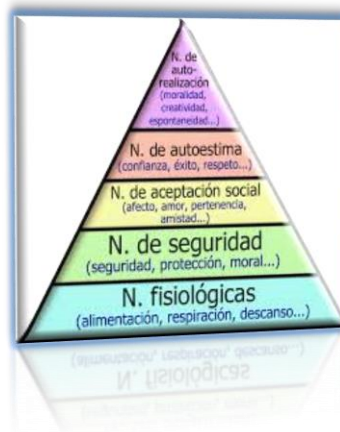 N. de
auto-
realización
(moralidad,
creatividad,
espontaneidad...)
N. de autoestima
(confianza, éxito, respeto...)
N. de aceptación social
(afecto, amor, pertenencia,
amistad...)
N. de seguridad
(seguridad, protección, moral...)
N. fisiológicas
(alimentación, respiración, descanso...)